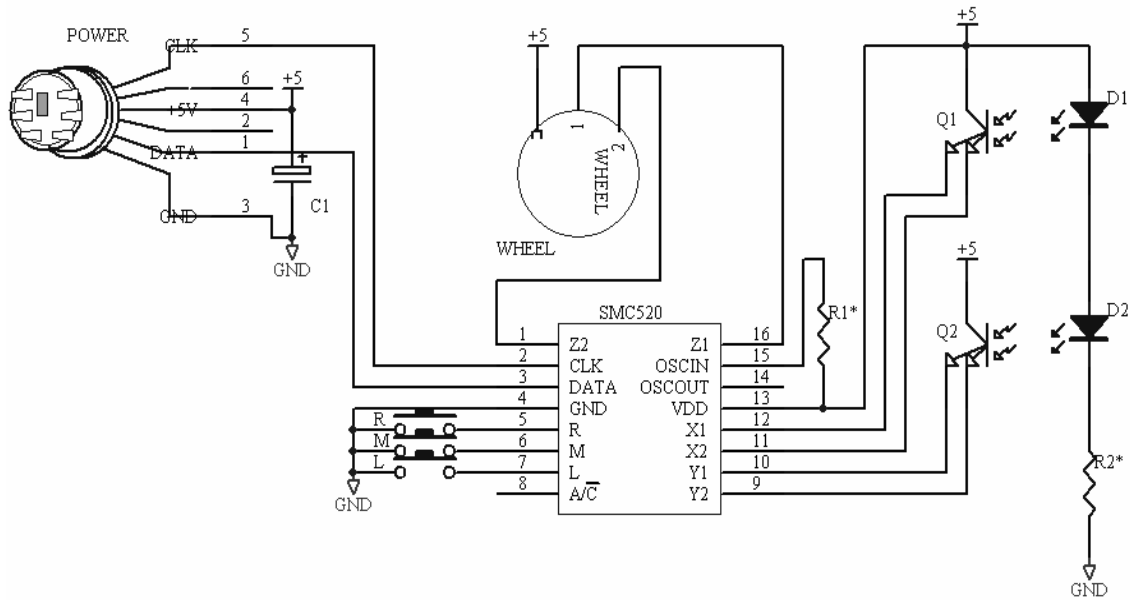 POWER
CLK 5
6
+5
+5V 4
2
DATA 1
GND 3
C1
+
GND
+5
1
2
WHEEL
WHEEL
SMC520
1 Z2
2 CLK
3 DATA
4 GND
5 R
6 M
7 L
8 A/C̅
Z1 16
OSCIN 15
OSCOUT 14
VDD 13
X1 12
X2 11
Y1 10
Y2 9
R
M
L
GND
R1*
+5
Q1
D1
+5
Q2
D2
R2*
GND